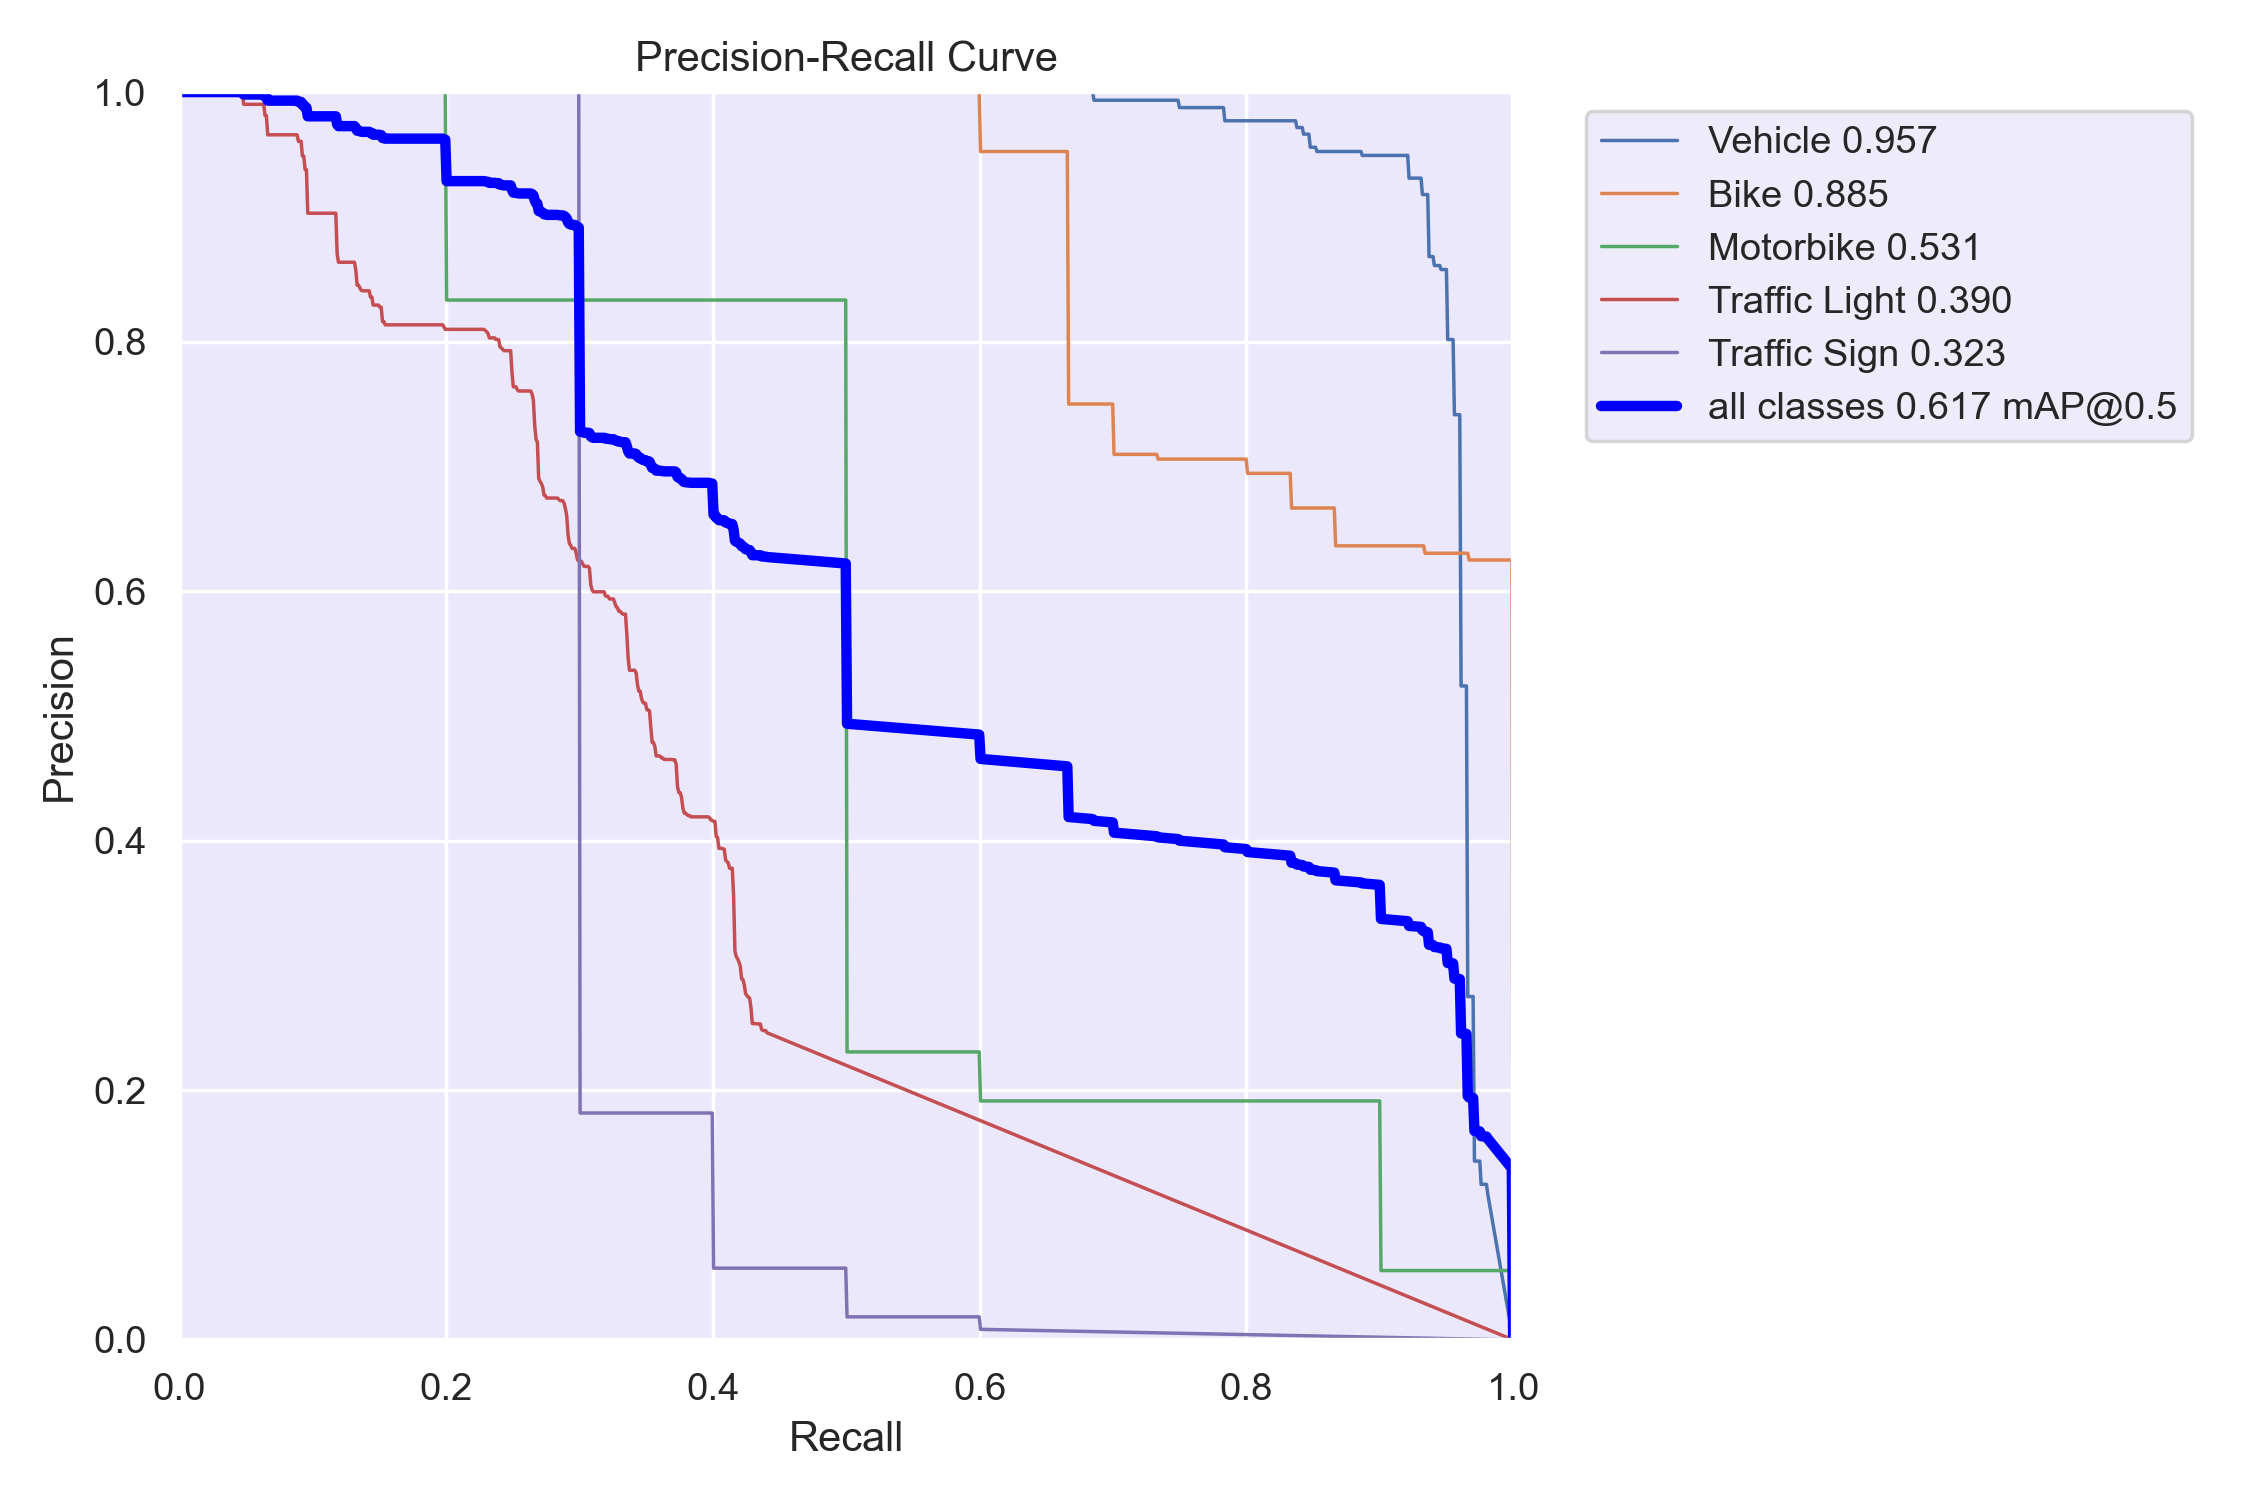 Precision-Recall Curve
1.0
0.8
0.6
0.4
0.2
0.0
Precision
0.0 0.2 0.4 0.6 0.8 1.0
Recall
Vehicle 0.957
Bike 0.885
Motorbike 0.531
Traffic Light 0.390
Traffic Sign 0.323
all classes 0.617 mAP@0.5